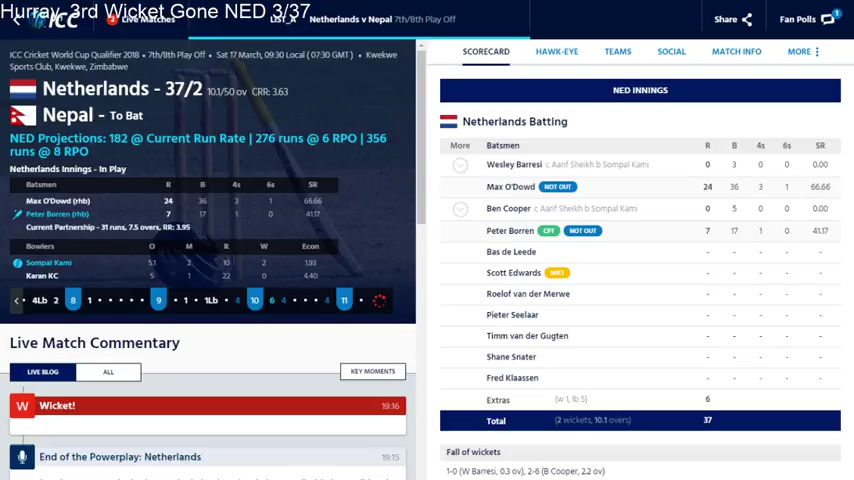 Hurray, 3rd Wicket Gone NED 3/37
ICC
2 Live Matches
LIST_A
Netherlands v Nepal 7th/8th Play Off
Share
Fan Polls 1
ICC Cricket World Cup Qualifier 2018 • 7th/8th Play Off • Sat 17 March, 09:30 Local ( 07:30 GMT ) • Kwekwe
Sports Club, Kwekwe, Zimbabwe
Netherlands - 37/2 10.1/50 ov CRR: 3.63
Nepal - To Bat
NED Projections: 182 @ Current Run Rate | 276 runs @ 6 RPO | 356
runs @ 8 RPO
Netherlands Innings - In Play
Batsmen R B 4s 6s SR
Max O'Dowd (rhb) 24 36 3 1 66.66
Peter Borren (rhb) 7 17 1 0 41.17
Current Partnership - 31 runs, 7.5 overs, RR: 3.95
Bowlers O M R W Econ
Sompal Kami 5.1 2 10 2 1.93
Karan KC 5 1 22 0 4.40
4Lb 2 8 1 • • • • • 9 • 1 • 1Lb 4 10 6 4 • • • 4 11 •
Live Match Commentary
LIVE BLOG
ALL
KEY MOMENTS
W Wicket! 19:16
End of the Powerplay: Netherlands 19:15
SCORECARD
HAWK-EYE
TEAMS
SOCIAL
MATCH INFO
MORE
NED INNINGS
Netherlands Batting
More Batsmen R B 4s 6s SR
Wesley Barresi c Aarif Sheikh b Sompal Kami 0 3 0 0 0.00
Max O'Dowd NOT OUT 24 36 3 1 66.66
Ben Cooper c Aarif Sheikh b Sompal Kami 0 5 0 0 0.00
Peter Borren CPT NOT OUT 7 17 1 0 41.17
Bas de Leede - - - - -
Scott Edwards WKT - - - - -
Roelof van der Merwe - - - - -
Pieter Seelaar - - - - -
Timm van der Gugten - - - - -
Shane Snater - - - - -
Fred Klaassen - - - - -
Extras (w 1, lb 5) 6
Total (2 wickets, 10.1 overs) 37
Fall of wickets
1-0 (W Barresi, 0.3 ov), 2-6 (B Cooper, 2.2 ov)